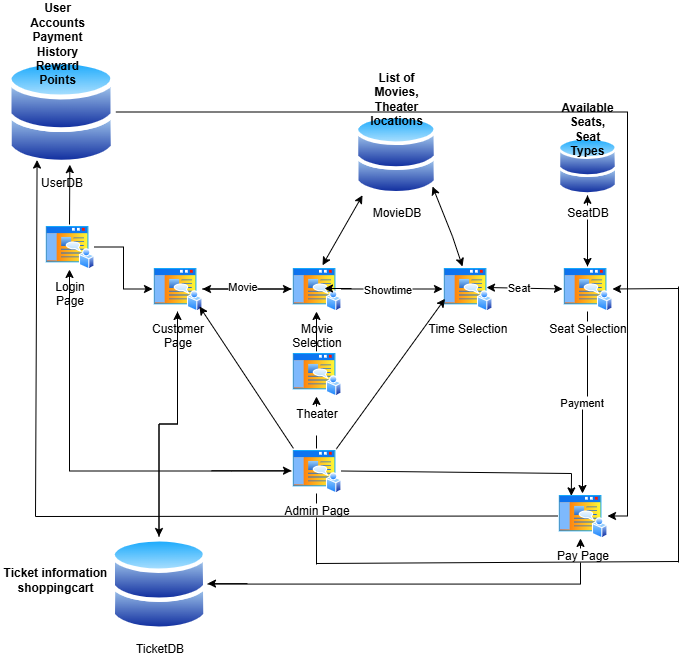 User
Accounts
Payment
History
Reward
Points
List of
Movies,
Theater
locations
Available
Seats,
Seat
Types
UserDB
MovieDB
SeatDB
Login
Page
Movie
Showtime
Seat
Customer
Page
Movie
Selection
Time Selection
Seat Selection
Theater
Payment
Admin Page
Pay Page
Ticket information
shoppingcart
TicketDB